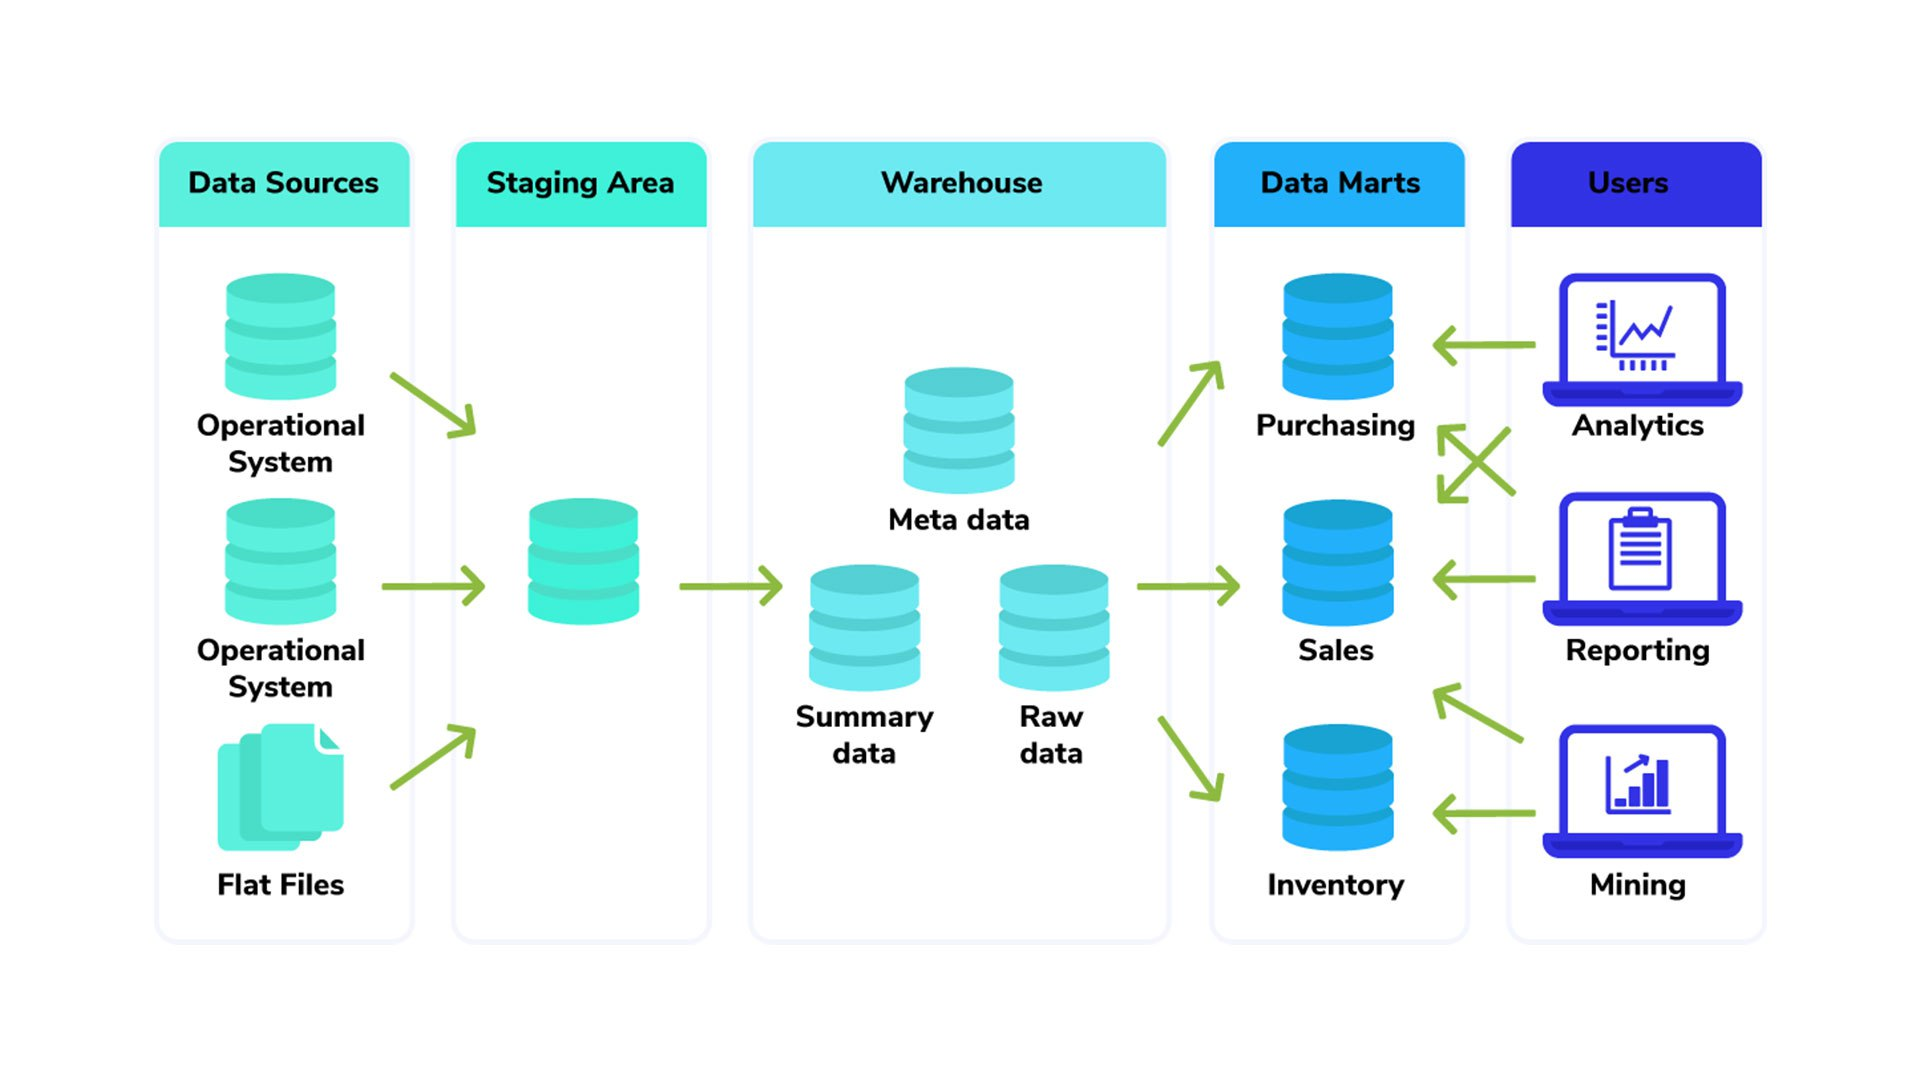 Data Sources
Staging Area
Warehouse
Data Marts
Users
Operational
System
Operational
System
Flat Files
Meta data
Summary
data
Raw
data
Purchasing
Sales
Inventory
Analytics
Reporting
Mining